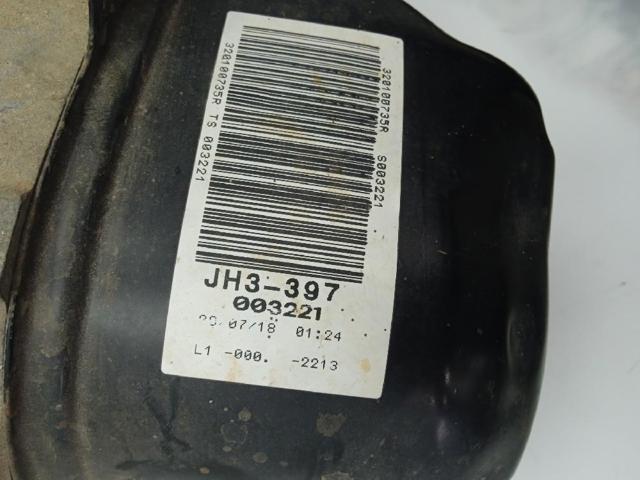 320100735R TS 003221
320100735R S003221
JH3-397
003221
/07/18 01:24
L1 -000. -2213